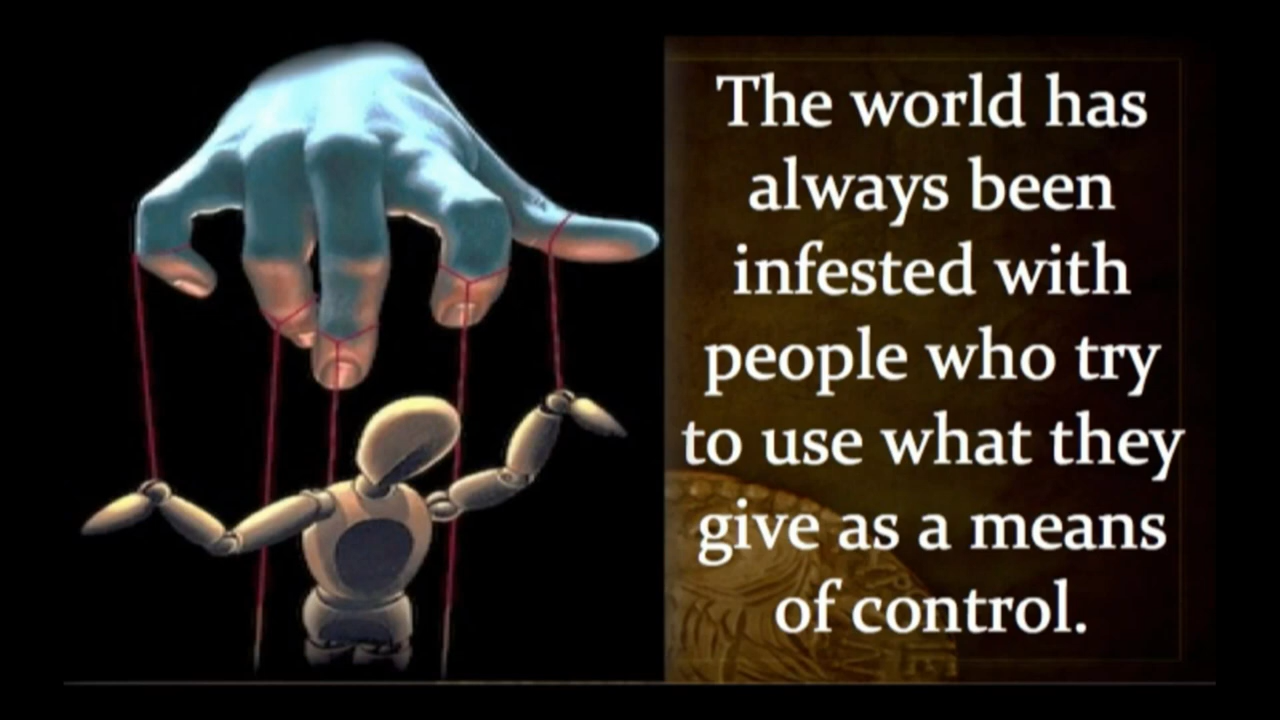 The world has
always been
infested with
people who try
to use what they
give as a means
of control.